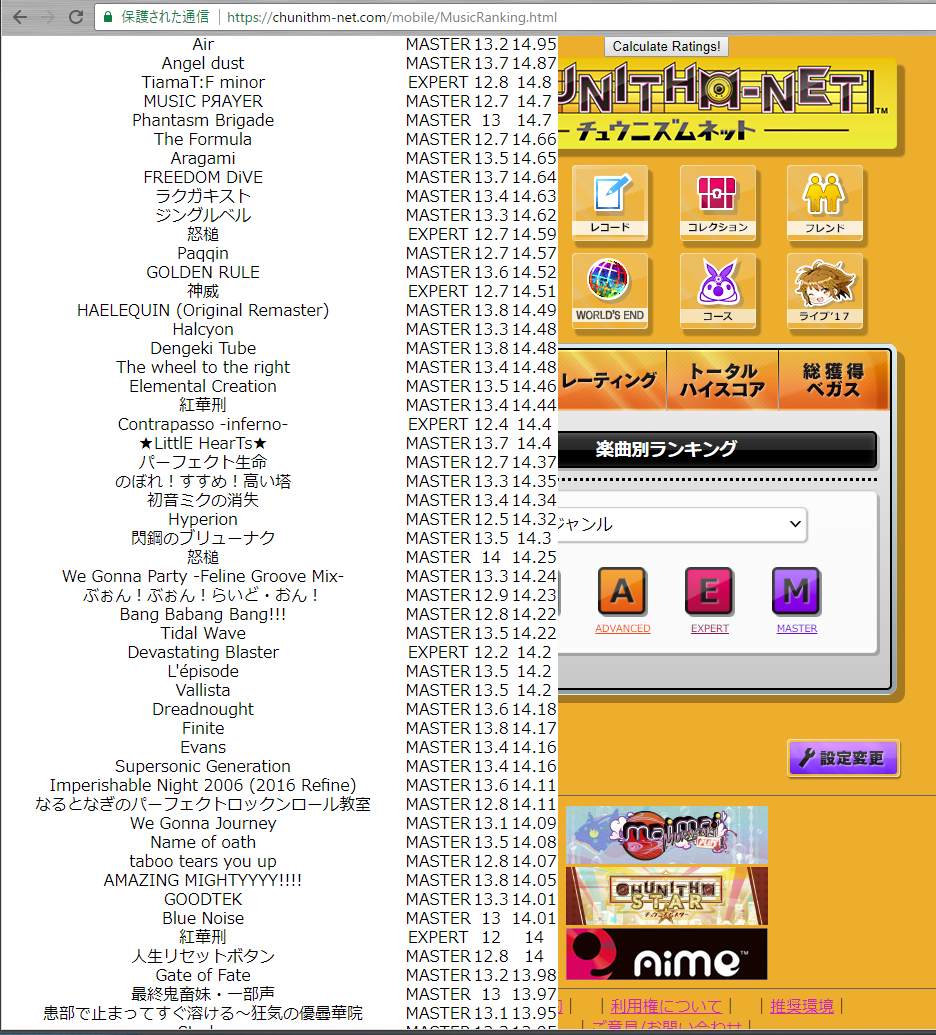 保護された通信 https://chunithm-net.com/mobile/MusicRanking.html
Air MASTER 13.2 14.95
Angel dust MASTER 13.7 14.87
TiamaT:F minor EXPERT 12.8 14.8
MUSIC PЯAYER MASTER 12.7 14.7
Phantasm Brigade MASTER 13 14.7
The Formula MASTER 12.7 14.66
Aragami MASTER 13.5 14.65
FREEDOM DiVE MASTER 13.7 14.64
ラクガキスト MASTER 13.4 14.63
ジングルベル MASTER 13.3 14.62
怒槌 EXPERT 12.7 14.59
Paqqin MASTER 12.7 14.57
GOLDEN RULE MASTER 13.6 14.52
神威 EXPERT 12.7 14.51
HAELEQUIN (Original Remaster) MASTER 13.8 14.49
Halcyon MASTER 13.3 14.48
Dengeki Tube MASTER 13.8 14.48
The wheel to the right MASTER 13.4 14.48
Elemental Creation MASTER 13.5 14.46
紅華刑 MASTER 13.4 14.44
Contrapasso -inferno- EXPERT 12.4 14.4
★LittlE HearTs★ MASTER 13.7 14.4
パーフェクト生命 MASTER 12.7 14.37
のぼれ！すすめ！高い塔 MASTER 13.3 14.35
初音ミクの消失 MASTER 13.4 14.34
Hyperion MASTER 12.5 14.32
閃鋼のブリューナク MASTER 13.5 14.3
怒槌 MASTER 14 14.25
We Gonna Party -Feline Groove Mix- MASTER 13.3 14.24
ぶぉん！ぶぉん！らいど・おん！ MASTER 12.9 14.23
Bang Babang Bang!!! MASTER 12.8 14.22
Tidal Wave MASTER 13.5 14.22
Devastating Blaster EXPERT 12.2 14.2
L'épisode MASTER 13.5 14.2
Vallista MASTER 13.5 14.2
Dreadnought MASTER 13.6 14.18
Finite MASTER 13.8 14.17
Evans MASTER 13.4 14.16
Supersonic Generation MASTER 13.4 14.16
Imperishable Night 2006 (2016 Refine) MASTER 13.6 14.11
なるとなぎのパーフェクトロックンロール教室 MASTER 12.8 14.11
We Gonna Journey MASTER 13.1 14.09
Name of oath MASTER 13.5 14.08
taboo tears you up MASTER 12.8 14.07
AMAZING MIGHTYYYY!!!! MASTER 13.8 14.05
GOODTEK MASTER 13.3 14.01
Blue Noise MASTER 13 14.01
紅華刑 EXPERT 12 14
人生リセットボタン MASTER 12.8 14
Gate of Fate MASTER 13.2 13.98
最終鬼畜妹・一部声 MASTER 13 13.97
患部で止まってすぐ溶ける～狂気の優曇華院 MASTER 13.1 13.95
Calculate Ratings!
UNITHM-NET™
チュウニズムネット
レコード コレクション フレンド
WORLD'S END コース ライブ'17
レーティング トータル 総獲得
ハイスコア ベガス
楽曲別ランキング
ジャンル
A E M
ADVANCED EXPERT MASTER
設定変更
maimai
CHUNITHM
STAR
チュウニズムスター
Aime™
| | 利用権について | | 推奨環境 |
| ご意見/お問い合わせ |